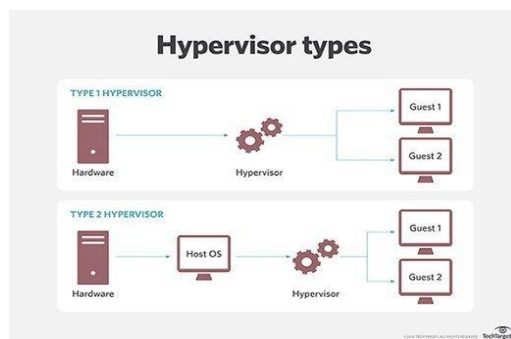 Hypervisor types
TYPE 1 HYPERVISOR
Guest 1
Guest 2
Hardware
Hypervisor
TYPE 2 HYPERVISOR
Guest 1
Host OS
Guest 2
Hardware
Hypervisor
TechTarget